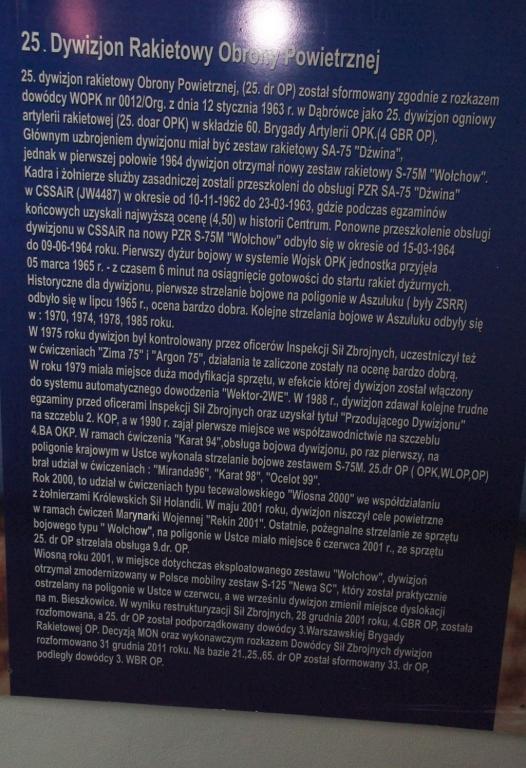 25. Dywizjon Rakietowy Obrony Powietrznej
25. dywizjon rakietowy Obrony Powietrznej, (25. dr OP) został sformowany zgodnie z rozkazem
dowódcy WOPK nr 0012/Org. z dnia 12 stycznia 1963 r. w Dąbrówce jako 25. dywizjon ogniowy
artylerii rakietowej (25. doar OPK) w składzie 60. Brygady Artylerii OPK.(4 GBR OP).
Głównym uzbrojeniem dywizjonu miał być zestaw rakietowy SA-75 "Dźwina",
jednak w pierwszej połowie 1964 dywizjon otrzymał nowy zestaw rakietowy S-75M "Wołchow".
Kadra i żołnierze służby zasadniczej zostali przeszkoleni do obsługi PZR SA-75 "Dźwina"
w CSSAiR (JW4487) w okresie od 10-11-1962 do 23-03-1963, gdzie podczas egzaminów
końcowych uzyskali najwyższą ocenę (4,50) w historii Centrum. Ponowne przeszkolenie obsługi
dywizjonu w CSSAiR na nowy PZR S-75M "Wołchow" odbyło się w okresie od 15-03-1964
do 09-06-1964 roku. Pierwszy dyżur bojowy w systemie Wojsk OPK jednostka przyjęła
05 marca 1965 r. - z czasem 6 minut na osiągnięcie gotowości do startu rakiet dyżurnych.
Historyczne dla dywizjonu, pierwsze strzelanie bojowe na poligonie w Aszułuku ( były ZSRR)
odbyło się w lipcu 1965 r., ocena bardzo dobra. Kolejne strzelania bojowe w Aszułuku odbyły się
w : 1970, 1974, 1978, 1985 roku.
W 1975 roku dywizjon był kontrolowany przez oficerów Inspekcji Sił Zbrojnych, uczestniczył też
w ćwiczeniach "Zima 75" i "Argon 75", działania te zaliczone zostały na ocenę bardzo dobrą.
W roku 1979 miała miejsce duża modyfikacja sprzętu, w efekcie której dywizjon został włączony
do systemu automatycznego dowodzenia "Wektor-2WE". W 1988 r., dywizjon zdawał kolejne trudne
egzaminy przed oficerami Inspekcji Sił Zbrojnych oraz uzyskał tytuł "Przodującego Dywizjonu"
na szczeblu 2. KOP, a w 1990 r. zajął pierwsze miejsce we współzawodnictwie na szczeblu
4.BA OKP. W ramach ćwiczenia "Karat 94",obsługa bojowa dywizjonu, po raz pierwszy, na
poligonie krajowym w Ustce wykonała strzelanie bojowe zestawem S-75M. 25.dr OP ( OPK,WLOP,OP)
brał udział w ćwiczeniach : "Miranda96", "Karat 98", "Ocelot 99".
Rok 2000, to udział w ćwiczeniach typu tecewalowskiego "Wiosna 2000" we współdziałaniu
z żołnierzami Królewskich Sił Holandii. W maju 2001 roku, dywizjon niszczył cele powietrzne
w ramach ćwiczeń Marynarki Wojennej "Rekin 2001". Ostatnie, pożegnalne strzelanie ze sprzętu
bojowego typu " Wołchow", na poligonie w Ustce miało miejsce 6 czerwca 2001 r., ze sprzętu
25. dr OP strzelała obsługa 9.dr. OP.
Wiosną roku 2001, w miejsce dotychczas eksploatowanego zestawu "Wołchow", dywizjon
otrzymał zmodernizowany w Polsce mobilny zestaw S-125 "Newa SC", który został praktycznie
ostrzelany na poligonie w Ustce w czerwcu, a we wrześniu dywizjon zmienił miejsce dyslokacji
na m. Bieszkowice. W wyniku restrukturyzacji Sił Zbrojnych, 28 grudnia 2001 roku, 4.GBR OP, została
rozfomowana, a 25. dr OP został podporządkowany dowódcy 3.Warszawskiej Brygady
Rakietowej OP. Decyzją MON oraz wykonawczym rozkazem Dowódcy Sił Zbrojnych dywizjon
rozformowano 31 grudnia 2011 roku. Na bazie 21.,25.,65. dr OP został sformowany 33. dr OP,
podległy dowódcy 3. WBR OP.